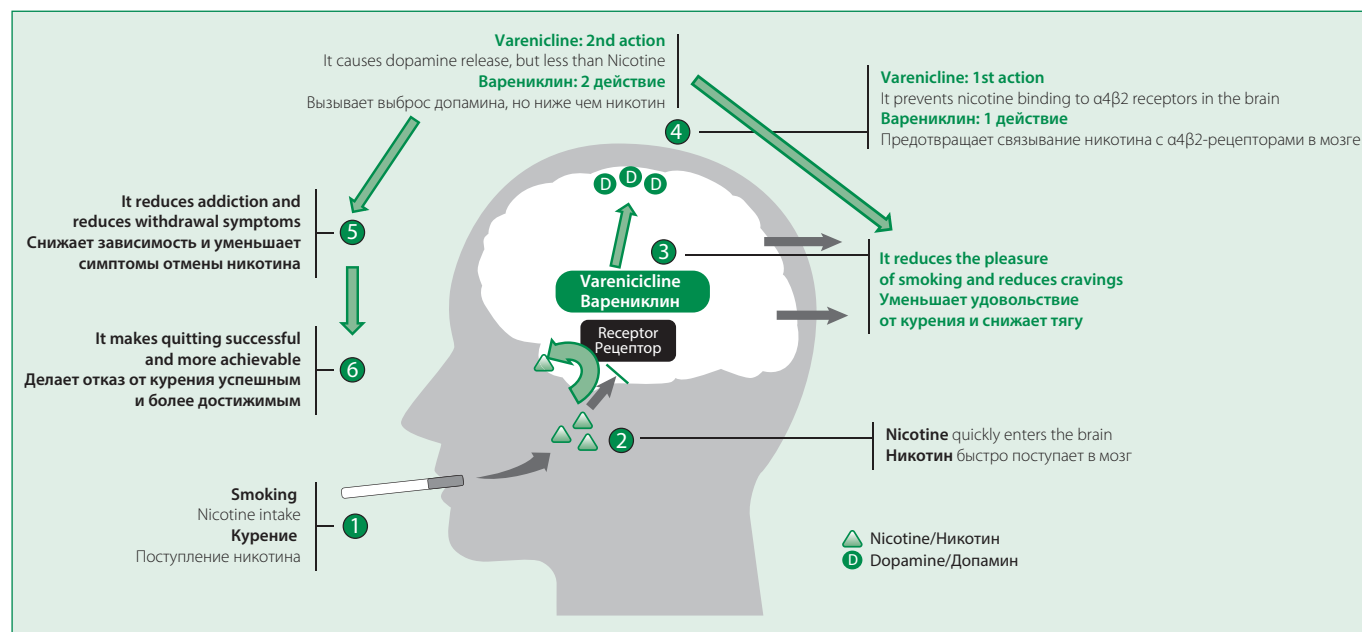 Varenicline: 2nd action
It causes dopamine release, but less than Nicotine
Варениклин: 2 действие
Вызывает выброс допамина, но ниже чем никотин
Varenicline: 1st action
It prevents nicotine binding to α4β2 receptors in the brain
Варениклин: 1 действие
Предотвращает связывание никотина с α4β2-рецепторами в мозге
4
D D D
It reduces addiction and
reduces withdrawal symptoms
Снижает зависимость и уменьшает
симптомы отмены никотина
5
3
It reduces the pleasure
of smoking and reduces cravings
Уменьшает удовольствие
от курения и снижает тягу
Varenicicline
Варениклин
Receptor
Рецептор
It makes quitting successful
and more achievable
Делает отказ от курения успешным
и более достижимым
6
2
Nicotine quickly enters the brain
Никотин быстро поступает в мозг
Smoking
Nicotine intake
Курение
Поступление никотина
1
Nicotine/Никотин
D Dopamine/Допамин